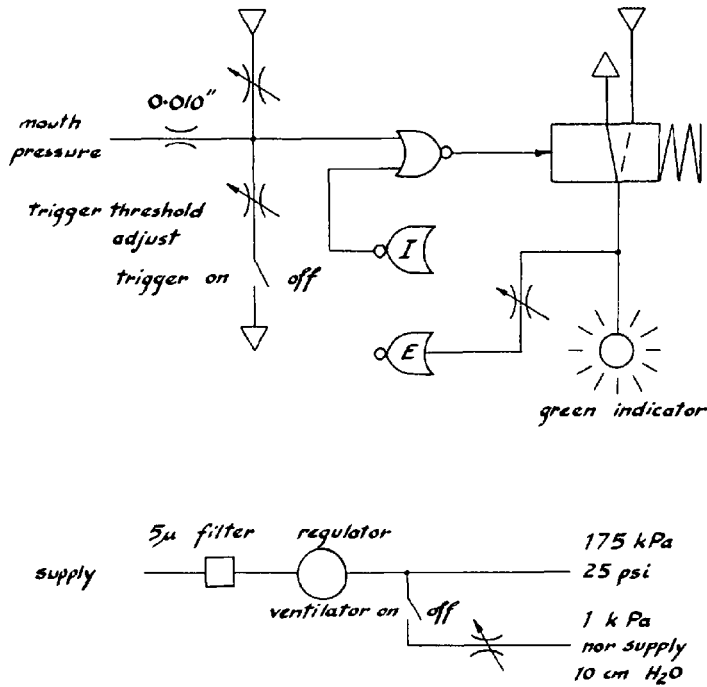 0.010"
mouth
pressure
trigger threshold
adjust
trigger on off
I
E
green indicator
5μ filter regulator
supply
ventilator on off
175 kPa
25 psi
1 kPa
nor supply
10 cm H₂O